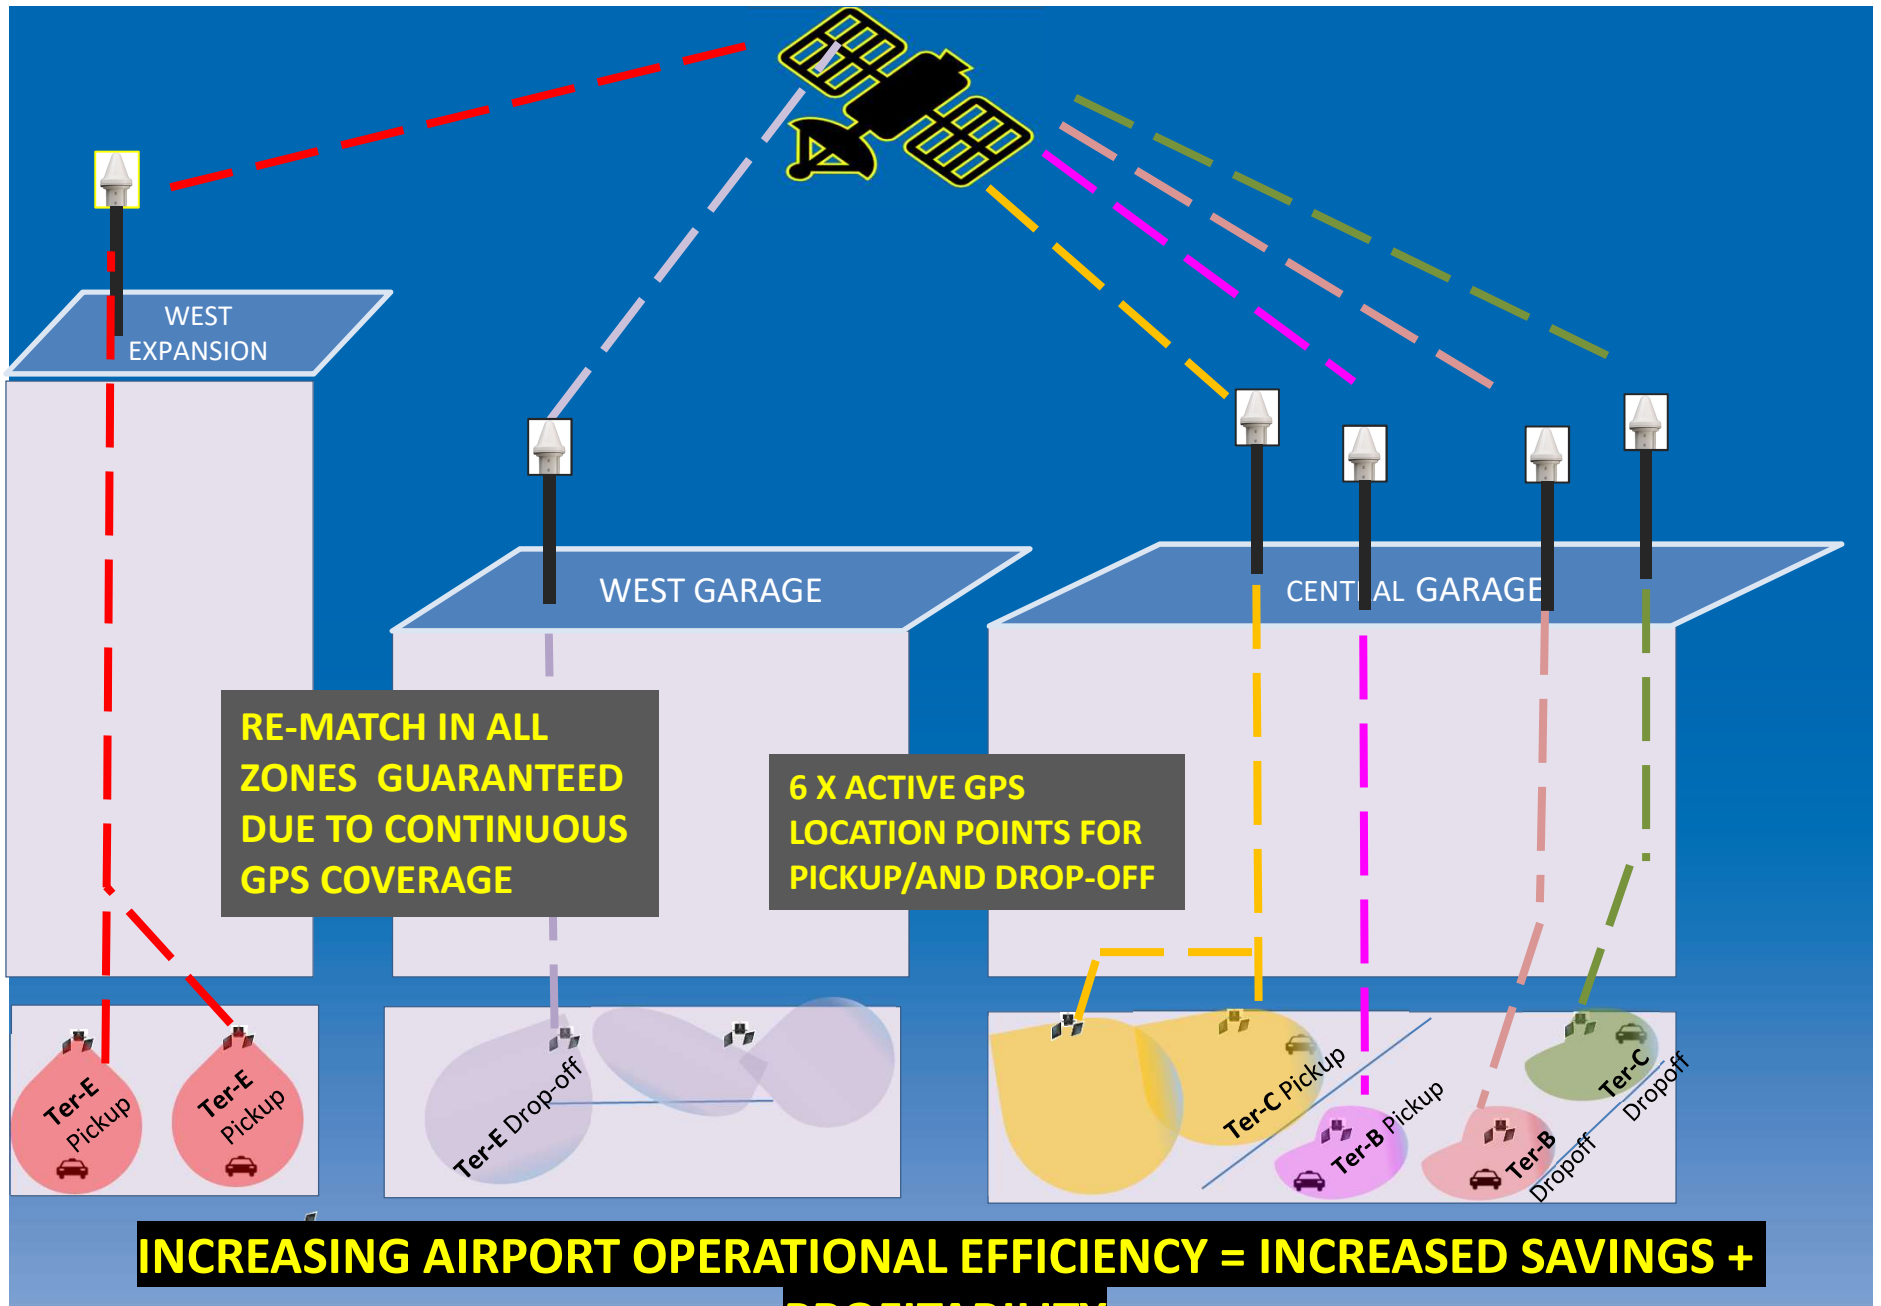 WEST
EXPANSION
WEST GARAGE
CENTRAL GARAGE
RE-MATCH IN ALL
ZONES GUARANTEED
DUE TO CONTINUOUS
GPS COVERAGE
6 X ACTIVE GPS
LOCATION POINTS FOR
PICKUP/AND DROP-OFF
Ter-E
Pickup
Ter-E
Pickup
Ter-E Drop-off
Ter-C Pickup
Ter-B Pickup
Ter-B
Dropoff
Ter-C
Dropoff
INCREASING AIRPORT OPERATIONAL EFFICIENCY = INCREASED SAVINGS +
PROFITABILITY